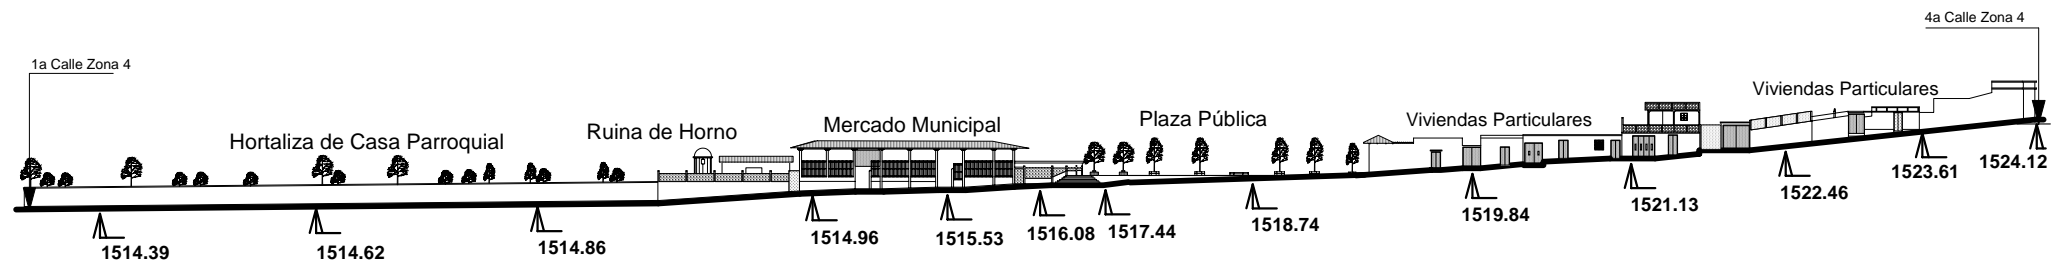 1a Calle Zona 4
Hortaliza de Casa Parroquial
Ruina de Horno
Mercado Municipal
Plaza Pública
Viviendas Particulares
Viviendas Particulares
4a Calle Zona 4
1514.39
1514.62
1514.86
1514.96
1515.53
1516.08
1517.44
1518.74
1519.84
1521.13
1522.46
1523.61
1524.12